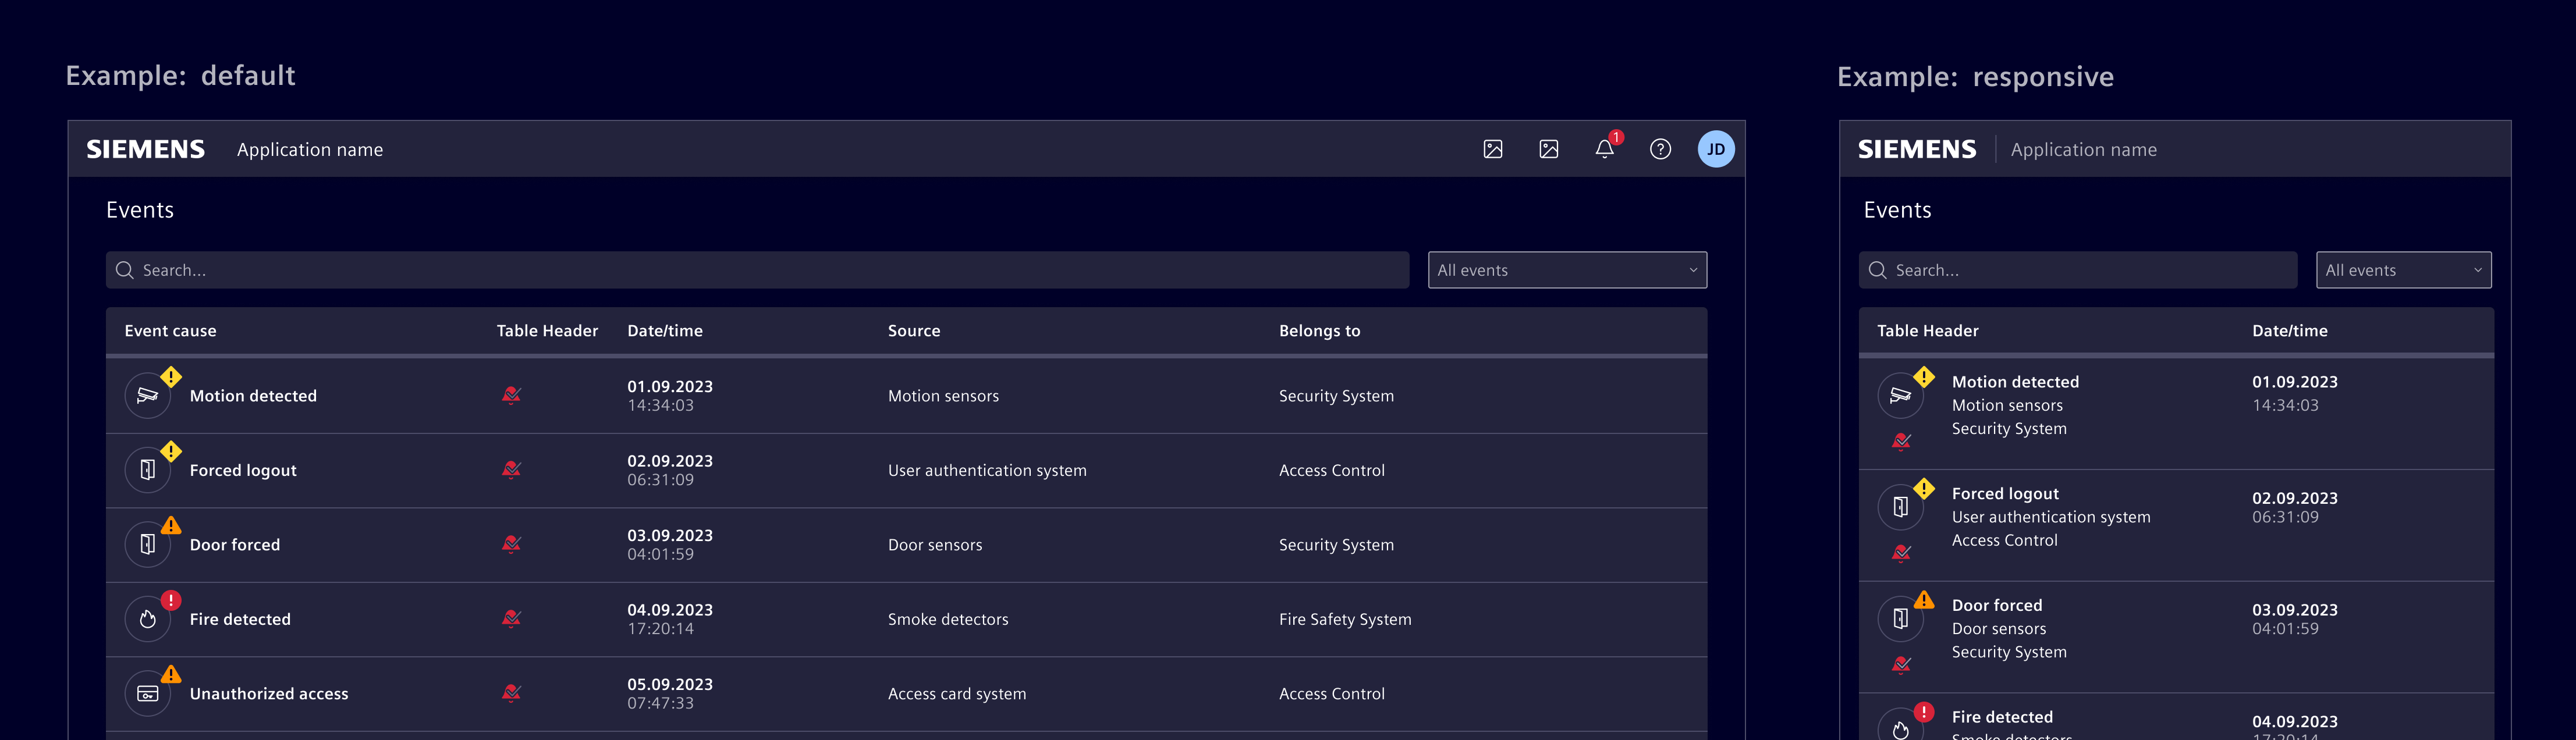 Example: default
SIEMENS Application name
1
JD
Events
Search...
All events
Event cause Table Header Date/time Source Belongs to
Motion detected 01.09.2023 14:34:03 Motion sensors Security System
Forced logout 02.09.2023 06:31:09 User authentication system Access Control
Door forced 03.09.2023 04:01:59 Door sensors Security System
Fire detected 04.09.2023 17:20:14 Smoke detectors Fire Safety System
Unauthorized access 05.09.2023 07:47:33 Access card system Access Control
Example: responsive
SIEMENS Application name
Events
Search...
All events
Table Header Date/time
Motion detected 01.09.2023
Motion sensors 14:34:03
Security System
Forced logout 02.09.2023
User authentication system 06:31:09
Access Control
Door forced 03.09.2023
Door sensors 04:01:59
Security System
Fire detected 04.09.2023
Smoke detectors 17:20:14